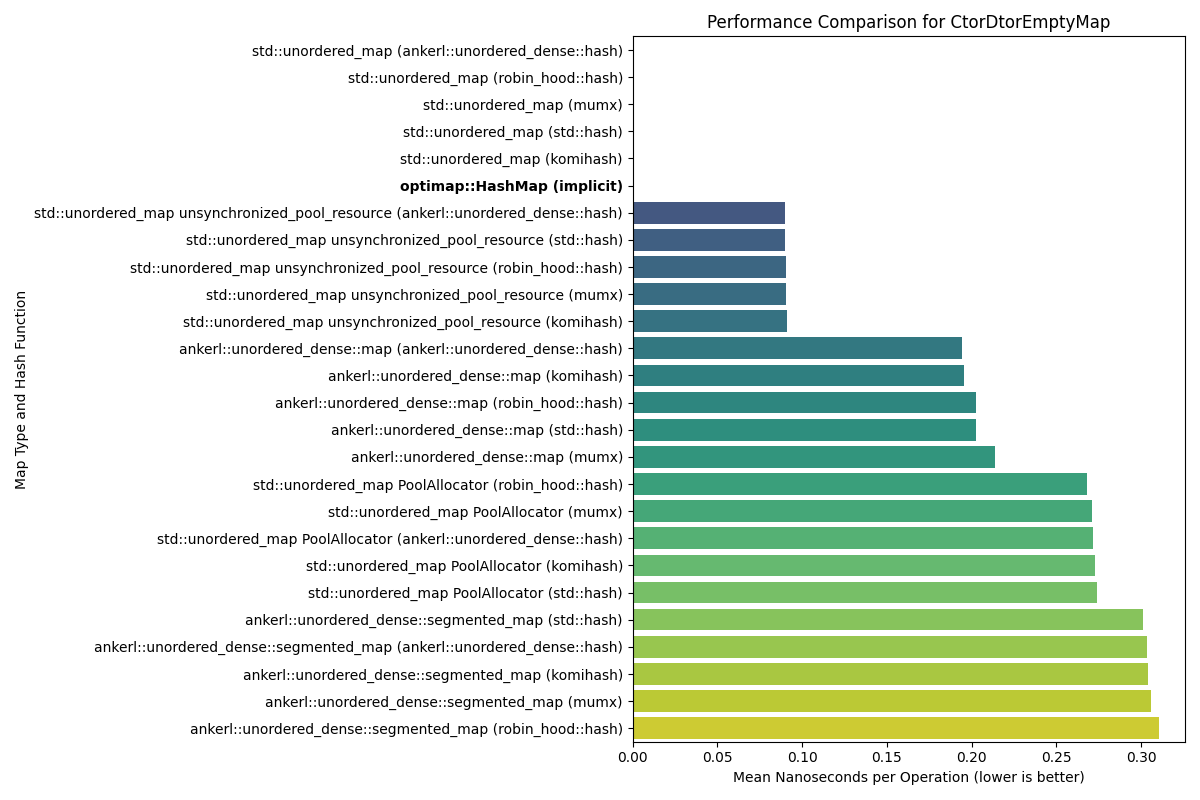 Performance Comparison for CtorDtorEmptyMap
Map Type and Hash Function
std::unordered_map (ankerl::unordered_dense::hash)
std::unordered_map (robin_hood::hash)
std::unordered_map (mumx)
std::unordered_map (std::hash)
std::unordered_map (komihash)
optimap::HashMap (implicit)
std::unordered_map unsynchronized_pool_resource (ankerl::unordered_dense::hash)
std::unordered_map unsynchronized_pool_resource (std::hash)
std::unordered_map unsynchronized_pool_resource (robin_hood::hash)
std::unordered_map unsynchronized_pool_resource (mumx)
std::unordered_map unsynchronized_pool_resource (komihash)
ankerl::unordered_dense::map (ankerl::unordered_dense::hash)
ankerl::unordered_dense::map (komihash)
ankerl::unordered_dense::map (robin_hood::hash)
ankerl::unordered_dense::map (std::hash)
ankerl::unordered_dense::map (mumx)
std::unordered_map PoolAllocator (robin_hood::hash)
std::unordered_map PoolAllocator (mumx)
std::unordered_map PoolAllocator (ankerl::unordered_dense::hash)
std::unordered_map PoolAllocator (komihash)
std::unordered_map PoolAllocator (std::hash)
ankerl::unordered_dense::segmented_map (std::hash)
ankerl::unordered_dense::segmented_map (ankerl::unordered_dense::hash)
ankerl::unordered_dense::segmented_map (komihash)
ankerl::unordered_dense::segmented_map (mumx)
ankerl::unordered_dense::segmented_map (robin_hood::hash)
0.00 0.05 0.10 0.15 0.20 0.25 0.30
Mean Nanoseconds per Operation (lower is better)